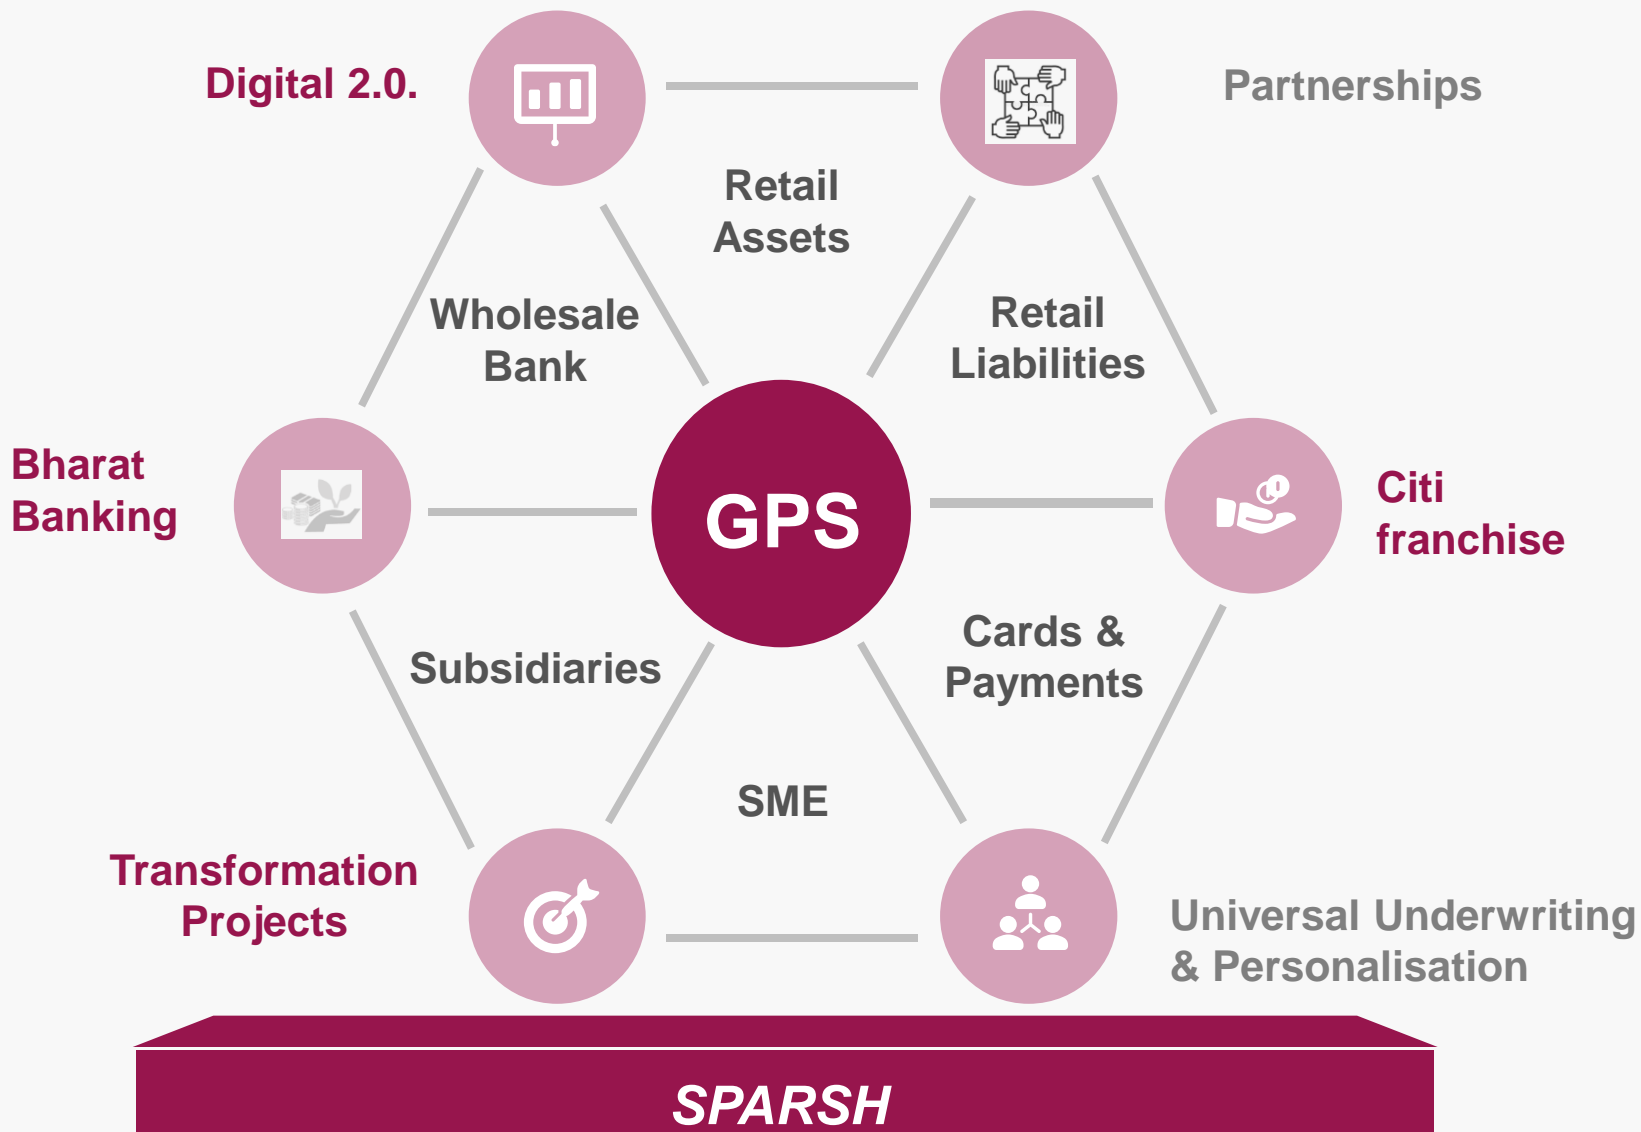 Digital 2.0.
Partnerships
Retail
Assets
Wholesale
Bank
Retail
Liabilities
Bharat
Banking
GPS
Citi
franchise
Subsidiaries
Cards &
Payments
SME
Transformation
Projects
Universal Underwriting
& Personalisation
SPARSH